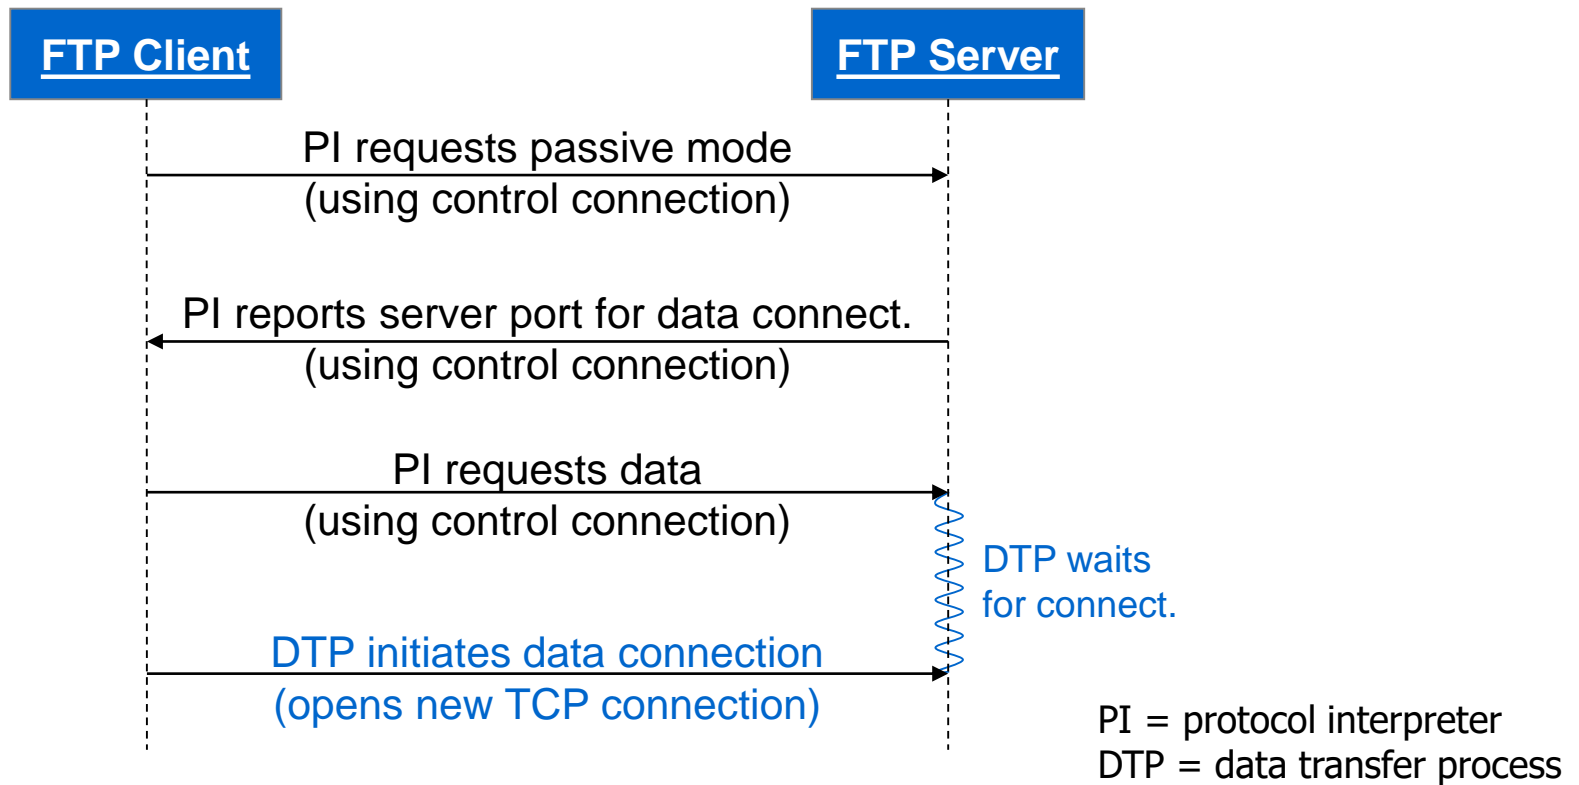 FTP Client
FTP Server
PI requests passive mode
(using control connection)
PI reports server port for data connect.
(using control connection)
PI requests data
(using control connection)
DTP waits
for connect.
DTP initiates data connection
(opens new TCP connection)
PI = protocol interpreter
DTP = data transfer process